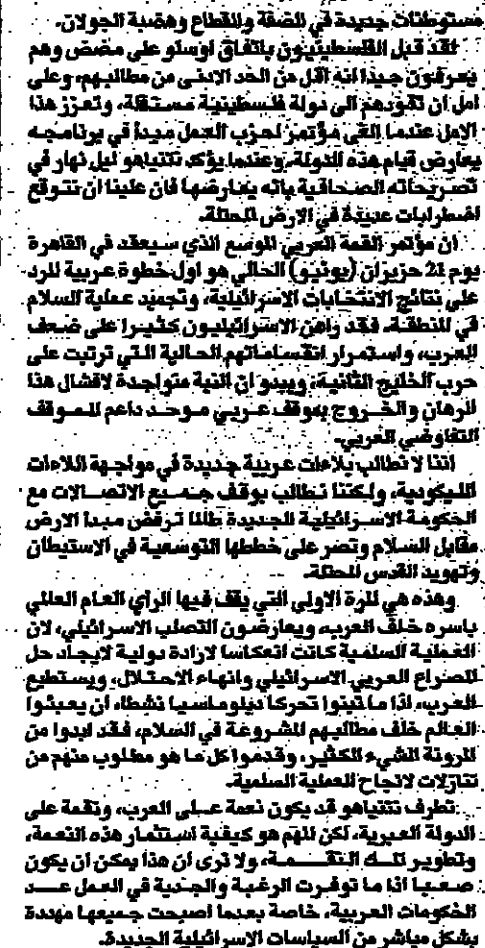 مستوطنات جديدة في الضفة والقطاع وهضبة الجولان.
لقد قبل الفلسطينيون باتفاق اوسلو على مضض وهم
يعرفون جيدا انه اقل من الحد الادنى من مطالبهم، وعلى
امل ان تقودهم الى دولة فلسطينية مستقلة، وتعزز هذا
الامل عندما القى مؤتمر لحزب العمل مبدأ في برنامجه
يعارض قيام هذه الدولة، وعندما يؤكد نتنياهو ليل نهار في
تصريحاته الصحافية بانه يعارضها فان علينا ان نتوقع
اضطرابات عديدة في الارض المحتلة.
ان مؤتمر القمة العربي الموسع الذي سيعقد في القاهرة
يوم 21 حزيران (يونيو) الحالي هو اول خطوة عربية للرد
على نتائج الانتخابات الاسرائيلية، وتجميد عملية السلام
في المنطقة. فقد راهن الاسرائيليون كثيرا على ضعف
العرب، واستمرار انقساماتهم الحالية التي ترتبت على
حرب الخليج الثانية، ويبدو ان النية متواجدة لافشال هذا
الرهان والخروج بموقف عربي موحد داعم للموقف
التفاوضي العربي.
اننا لا نطالب بلاءات عربية جديدة في مواجهة اللاءات
الليكودية، ولكننا نطالب بوقف جميع الاتصالات مع
الحكومة الاسرائيلية الجديدة طالما ترفض مبدأ الارض
مقابل السلام وتصر على خططها التوسعية في الاستيطان
وتهويد القدس المحتلة.
وهذه هي المرة الاولى التي يقف فيها الرأي العام العالمي
باسره خلف العرب، ويعارضون التصلب الاسرائيلي، لان
العملية السلمية كانت انعكاسا لارادة دولية لايجاد حل
للصراع العربي الاسرائيلي وانهاء الاحتلال، ويستطيع
العرب، اذا ما تبنوا تحركا دبلوماسيا نشطا، ان يعبئوا
العالم خلف مطالبهم المشروعة في السلام، فقد ابدوا من
المرونة الشيء الكثير، وقدموا كل ما هو مطلوب منهم من
تنازلات لانجاح العملية السلمية.
تطرف نتنياهو قد يكون نعمة على العرب، ونقمة على
الدولة العبرية، لكن المهم هو كيفية استثمار هذه النعمة،
وتطوير تلك النقمة، ولا نرى ان هذا يمكن ان يكون
صعبا اذا ما توفرت الرغبة والجدية في العمل عند
الحكومات العربية، خاصة بعدما اصبحت جميعها مهددة
بشكل مباشر من السياسات الإسرائيلية الجديدة.